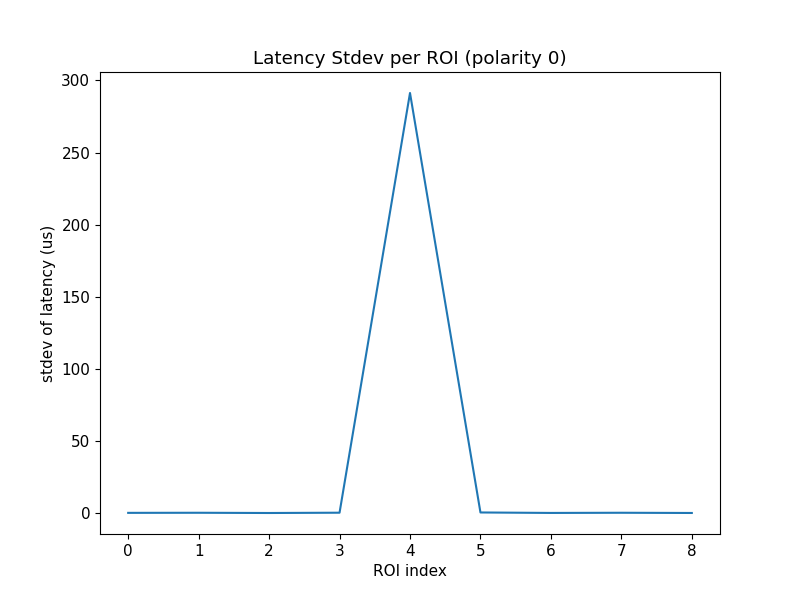 Latency Stdev per ROI (polarity 0)
300
250
200
150
100
50
0
stdev of latency (us)
0 1 2 3 4 5 6 7 8
ROI index